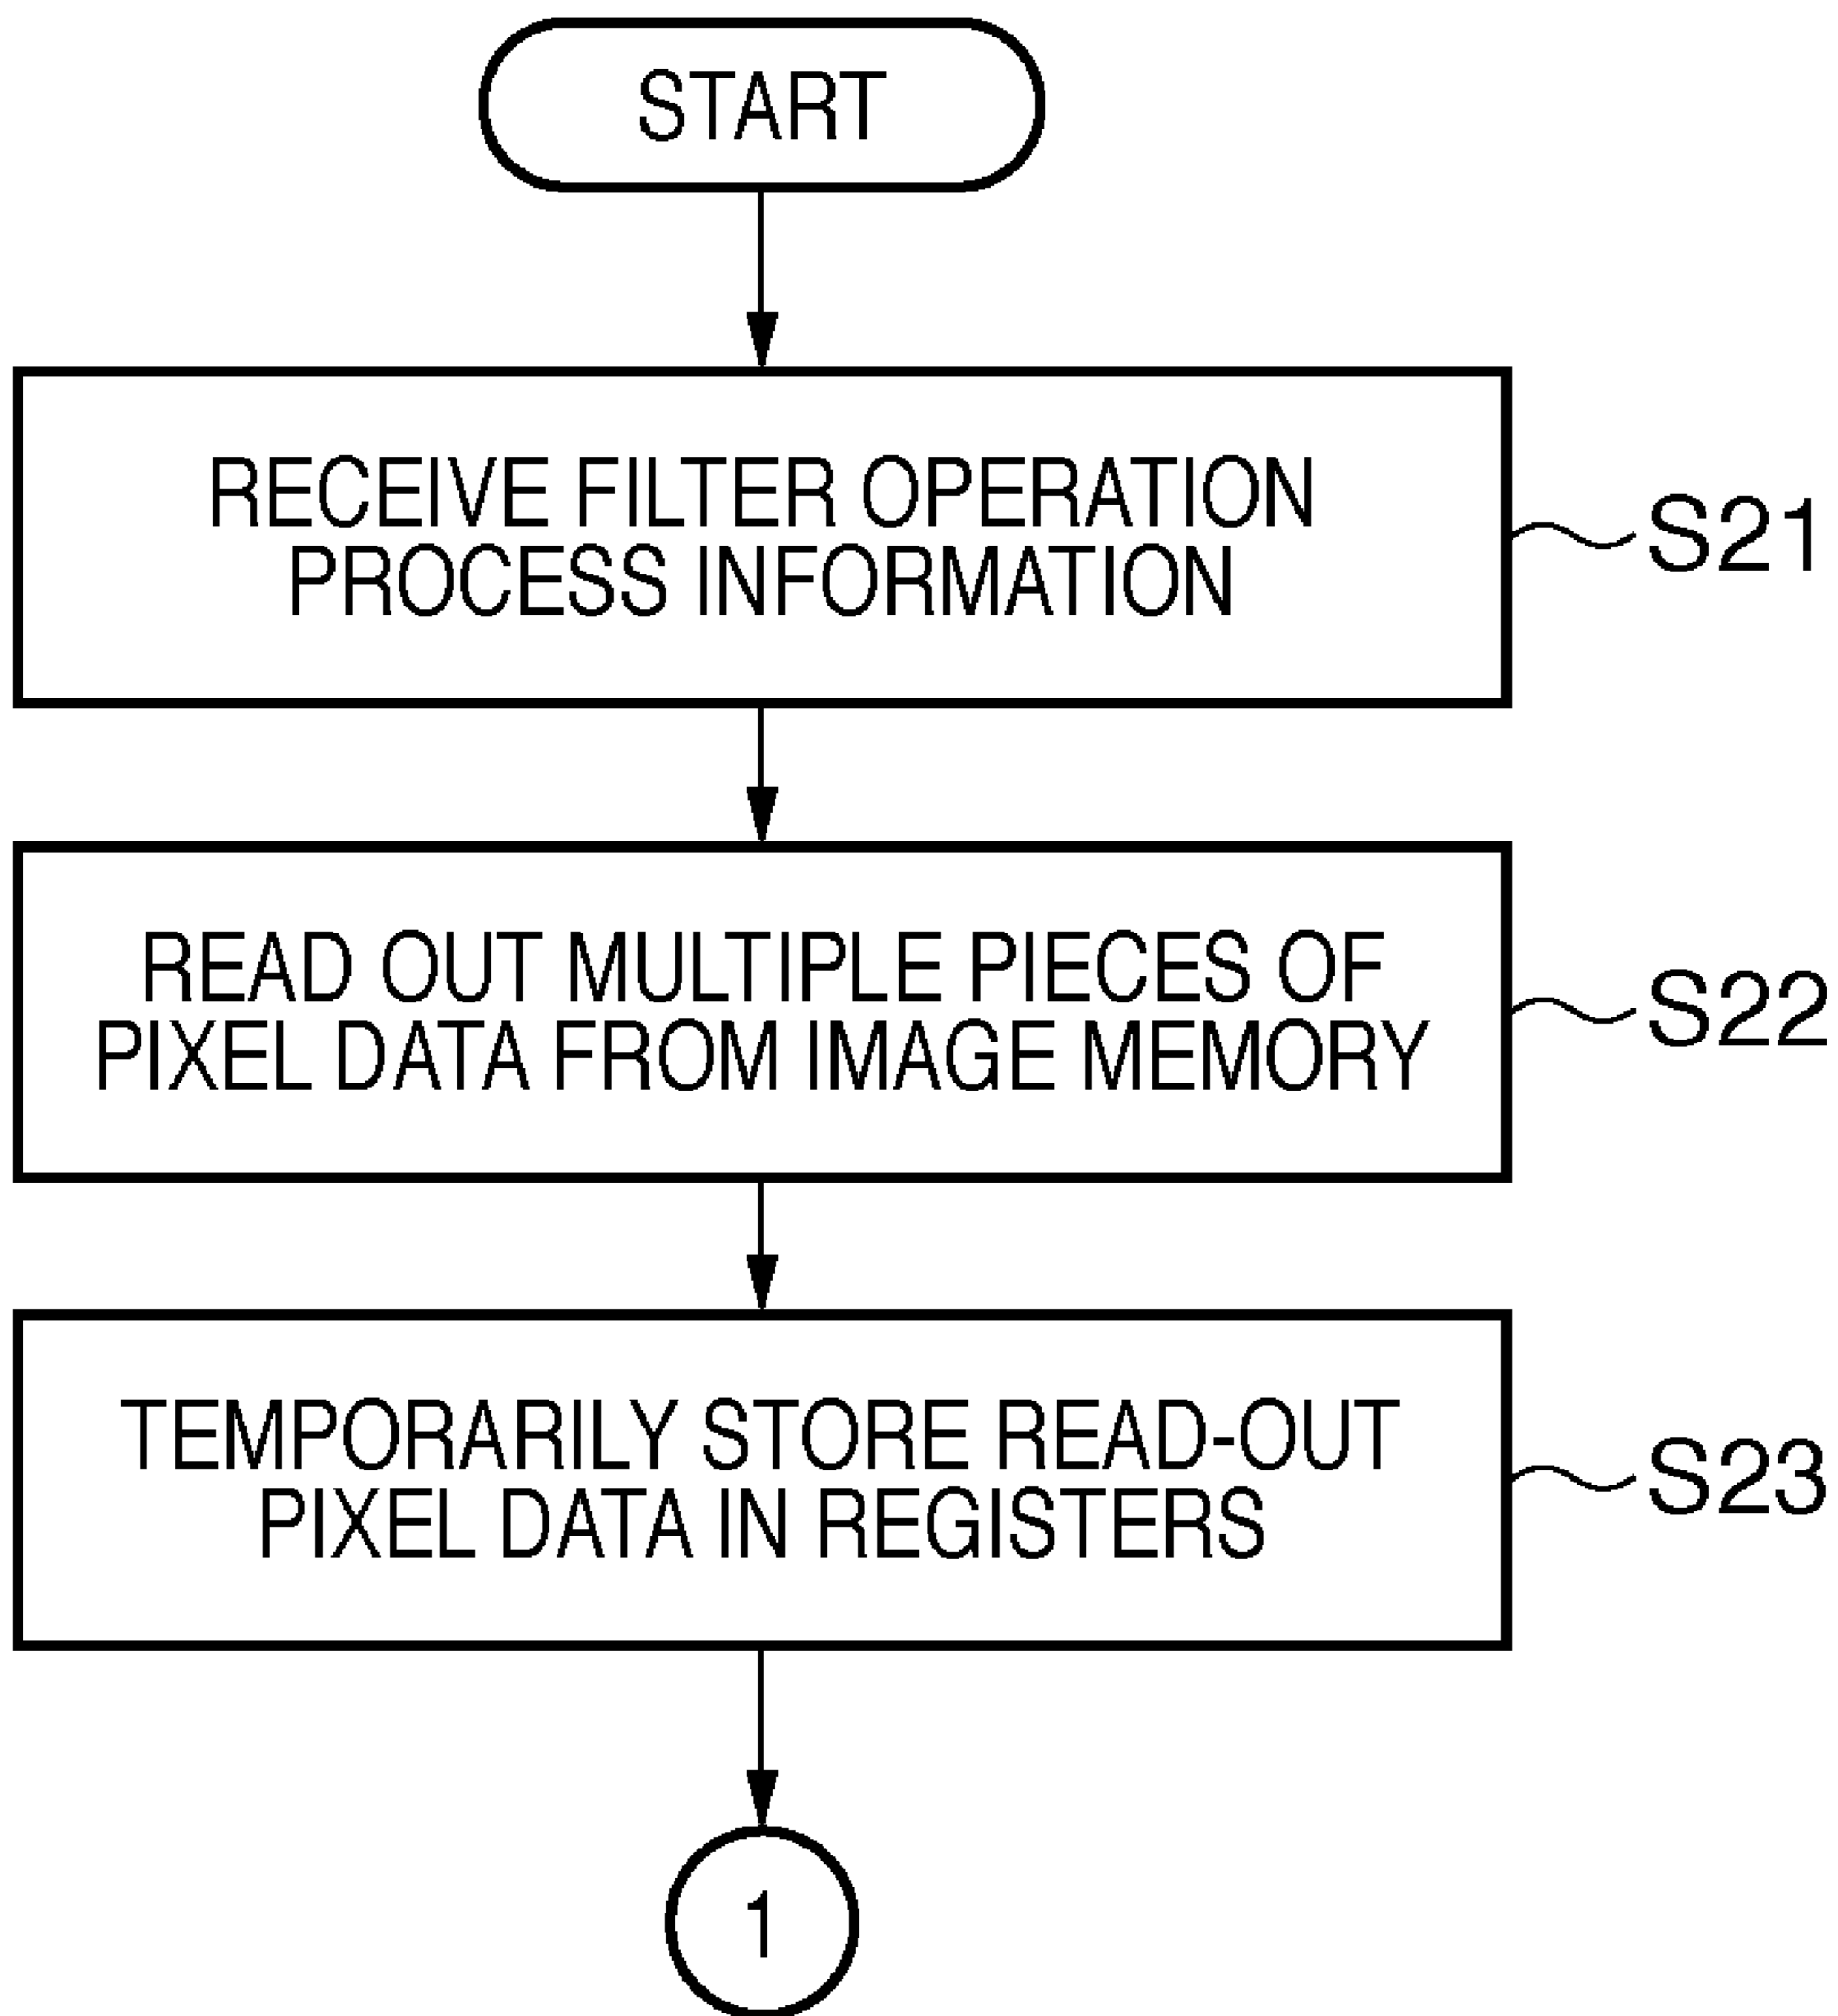 START
RECEIVE FILTER OPERATION
PROCESS INFORMATION
S21
READ OUT MULTIPLE PIECES OF
PIXEL DATA FROM IMAGE MEMORY
S22
TEMPORARILY STORE READ-OUT
PIXEL DATA IN REGISTERS
S23
1